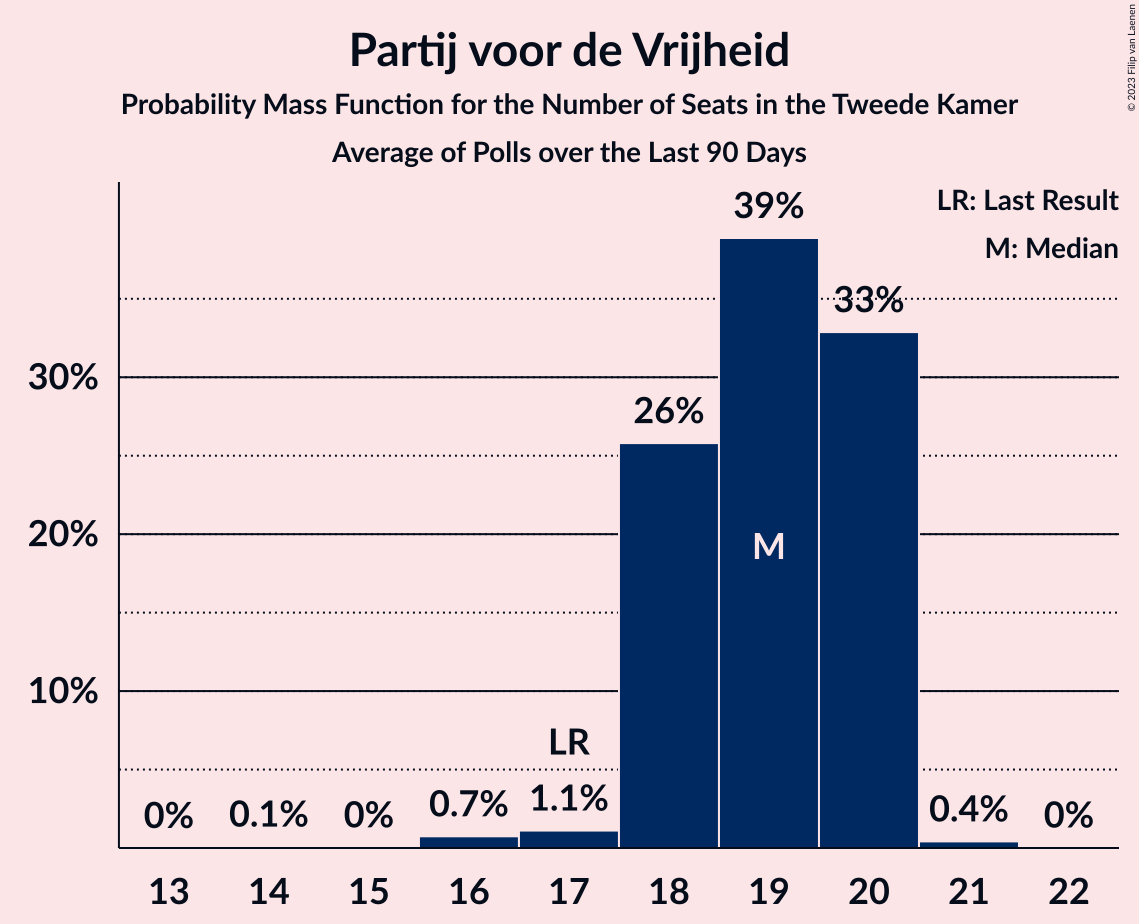 Partij voor de Vrijheid
Probability Mass Function for the Number of Seats in the Tweede Kamer
Average of Polls over the Last 90 Days
© 2023 Filip van Laenen
LR: Last Result
M: Median
39%
33%
30%
26%
20%
M
10%
LR
0%
0.1%
0%
0.7%
1.1%
0.4%
0%
13 14 15 16 17 18 19 20 21 22